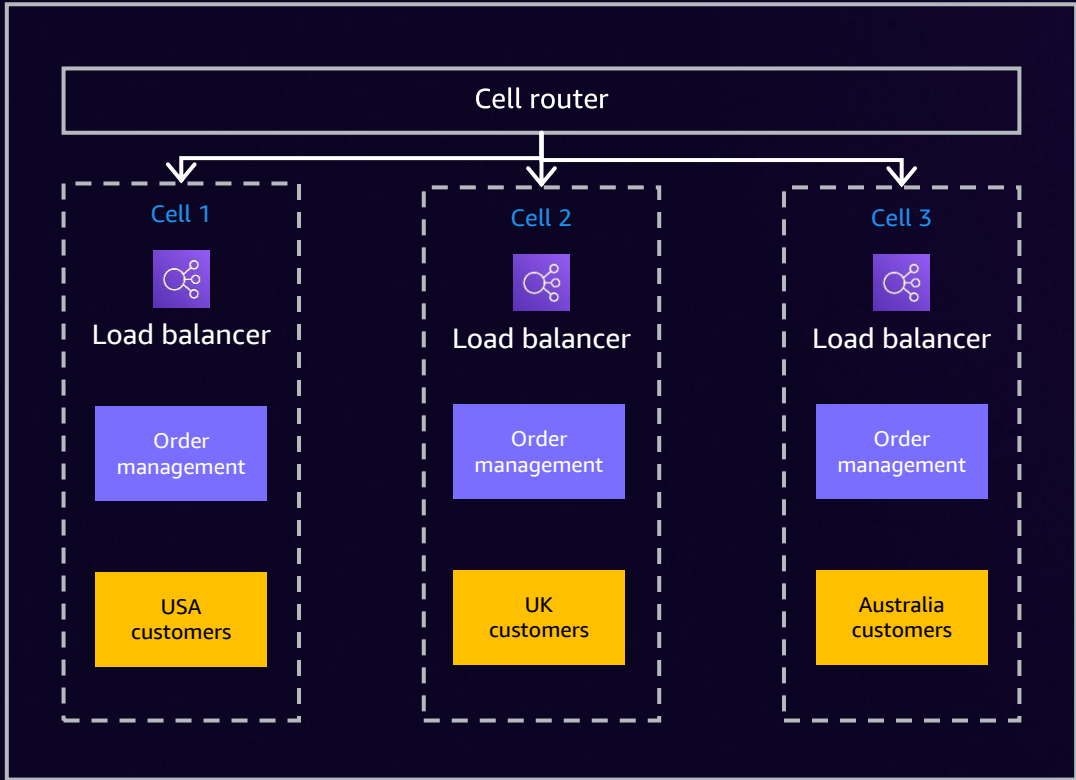 Cell router
Cell 1
Load balancer
Order
management
USA
customers
Cell 2
Load balancer
Order
management
UK
customers
Cell 3
Load balancer
Order
management
Australia
customers